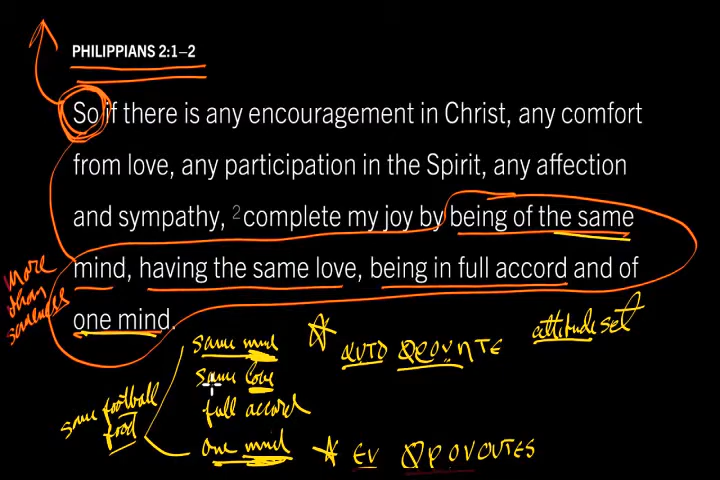 PHILIPPIANS 2:1–2
So if there is any encouragement in Christ, any comfort
from love, any participation in the Spirit, any affection
and sympathy, 2 complete my joy by being of the same
mind, having the same love, being in full accord and of
one mind.
more
than
sameness
same mind
attitude set
same love
same football
food
full accord
one mind